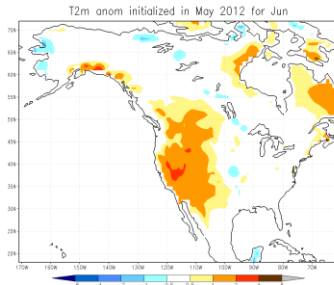 T2m anom initialized in May 2012 for Jun
70N
65N
60N
55N
50N
45N
40N
35N
30N
25N
20N
170W 160W 150W 140W 130W 120W 110W 100W 90W 80W 70W